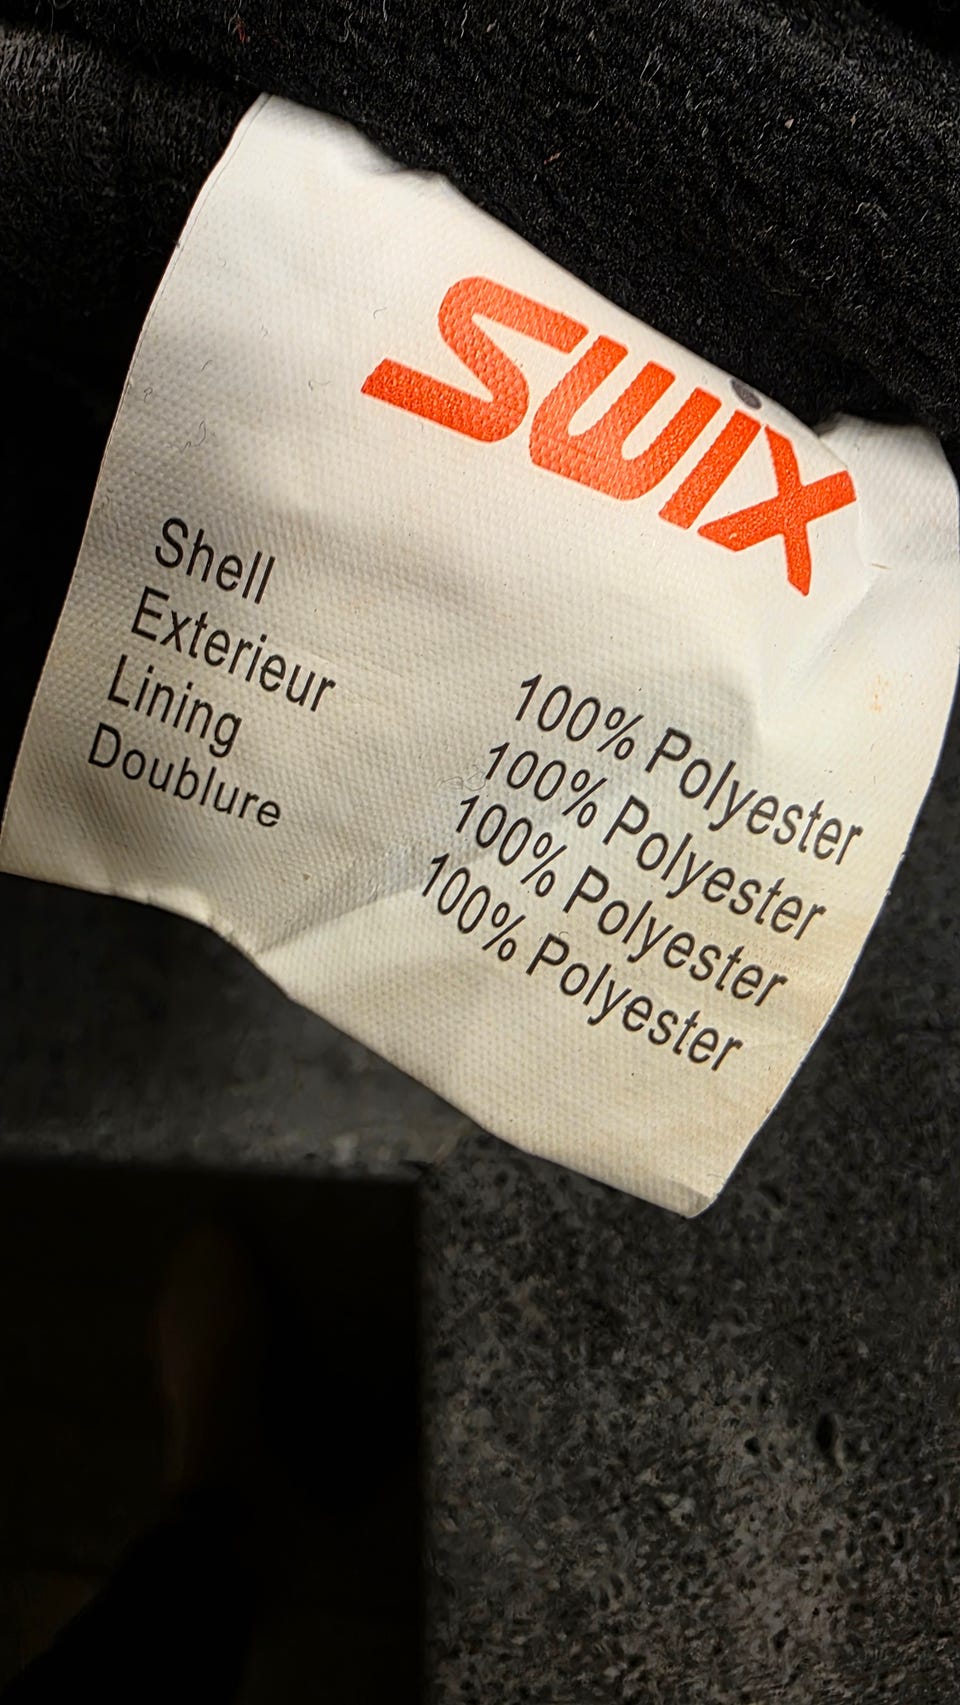 SWIX
Shell 100% Polyester
Exterieur 100% Polyester
Lining 100% Polyester
Doublure 100% Polyester